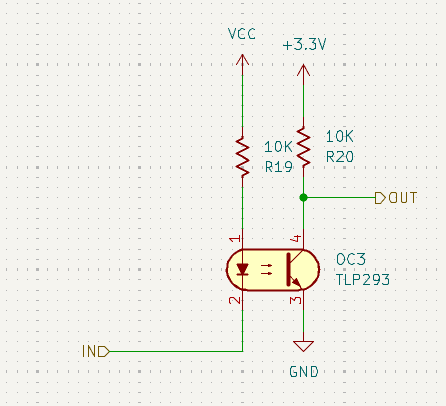 VCC
+3.3V
10K
R19
10K
R20
OUT
1
4
OC3
TLP293
2
3
IN
GND